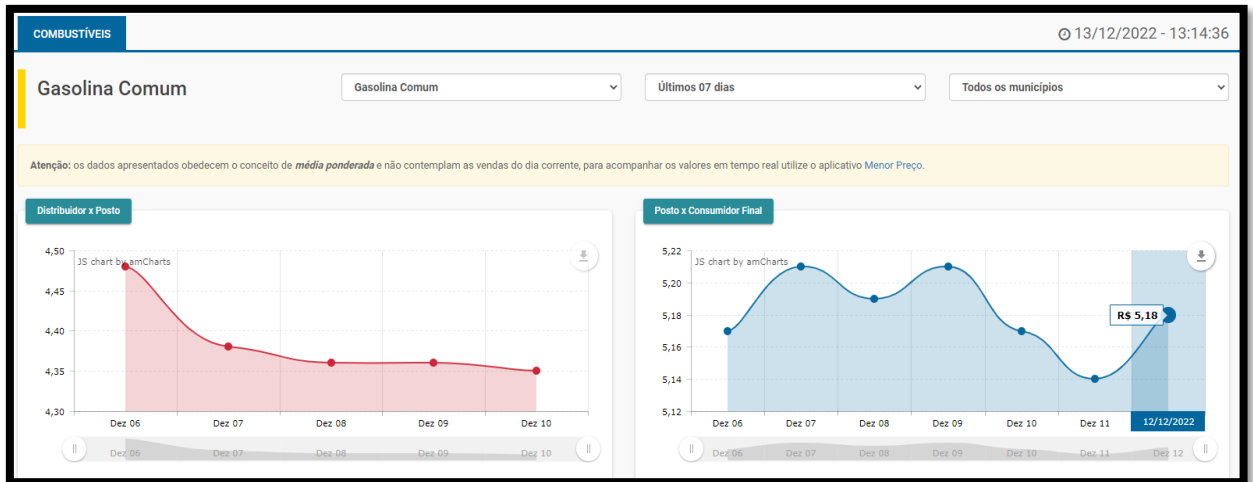 COMBUSTÍVEIS
13/12/2022 - 13:14:36
Gasolina Comum
Gasolina Comum
Últimos 07 dias
Todos os municípios
Atenção: os dados apresentados obedecem o conceito de média ponderada e não contemplam as vendas do dia corrente, para acompanhar os valores em tempo real utilize o aplicativo Menor Preço.
Distribuidor x Posto
JS chart by amCharts
4,50
4,45
4,40
4,35
4,30
Dez 06 Dez 07 Dez 08 Dez 09 Dez 10
Dez 06 Dez 07 Dez 08 Dez 09 Dez 10
Posto x Consumidor Final
JS chart by amCharts
5,22
5,20
5,18
5,16
5,14
5,12
R$ 5,18
Dez 06 Dez 07 Dez 08 Dez 09 Dez 10 Dez 11 12/12/2022
Dez 06 Dez 07 Dez 08 Dez 09 Dez 10 Dez 11 Dez 12